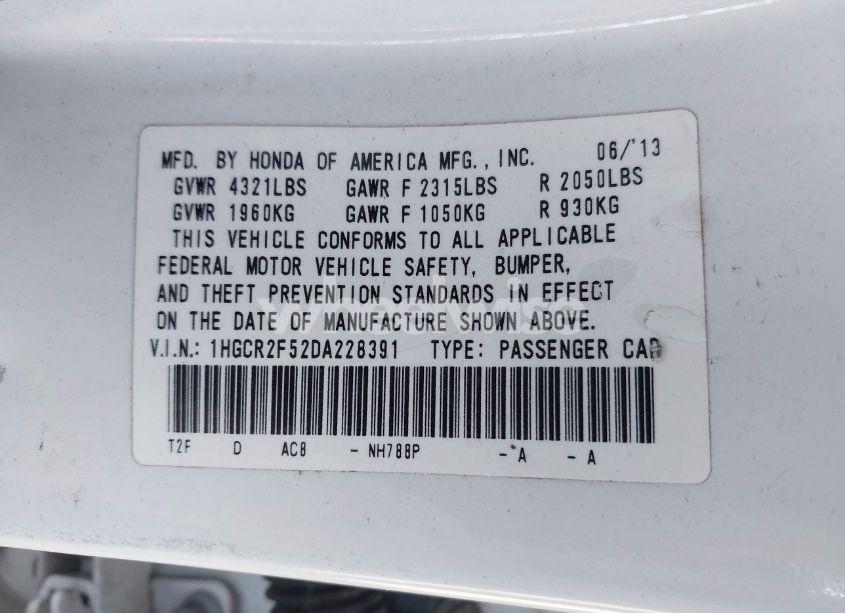 MFD. BY HONDA OF AMERICA MFG., INC. 06/'13
GVWR 4321LBS GAWR F 2315LBS R 2050LBS
GVWR 1960KG GAWR F 1050KG R 930KG
THIS VEHICLE CONFORMS TO ALL APPLICABLE
FEDERAL MOTOR VEHICLE SAFETY, BUMPER,
AND THEFT PREVENTION STANDARDS IN EFFECT
ON THE DATE OF MANUFACTURE SHOWN ABOVE.
V.I.N.: 1HGCR2F52DA228391 TYPE: PASSENGER CAR
T2F D AC8 - NH788P - A - A